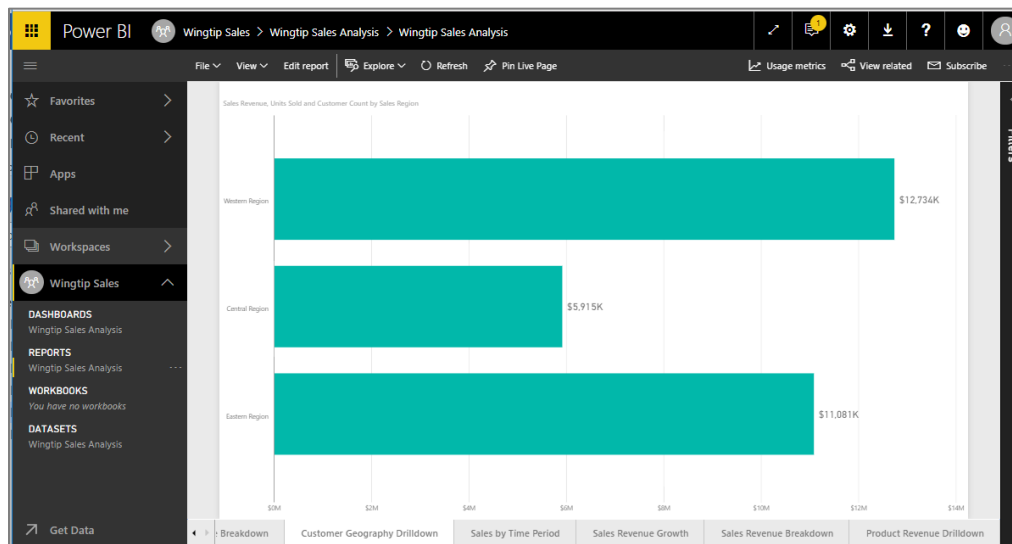 Power BI
Wingtip Sales > Wingtip Sales Analysis > Wingtip Sales Analysis
1
?
File View Edit report Explore Refresh Pin Live Page Usage metrics View related Subscribe
Favorites
Recent
Apps
Shared with me
Workspaces
Wingtip Sales
DASHBOARDS
Wingtip Sales Analysis
REPORTS
Wingtip Sales Analysis
WORKBOOKS
You have no workbooks
DATASETS
Wingtip Sales Analysis
Get Data
Sales Revenue, Units Sold and Customer Count by Sales Region
Western Region
$12,734K
Central Region
$5,915K
Eastern Region
$11,081K
$0M $2M $4M $6M $8M $10M $12M $14M
Filters
Breakdown Customer Geography Drilldown Sales by Time Period Sales Revenue Growth Sales Revenue Breakdown Product Revenue Drilldown